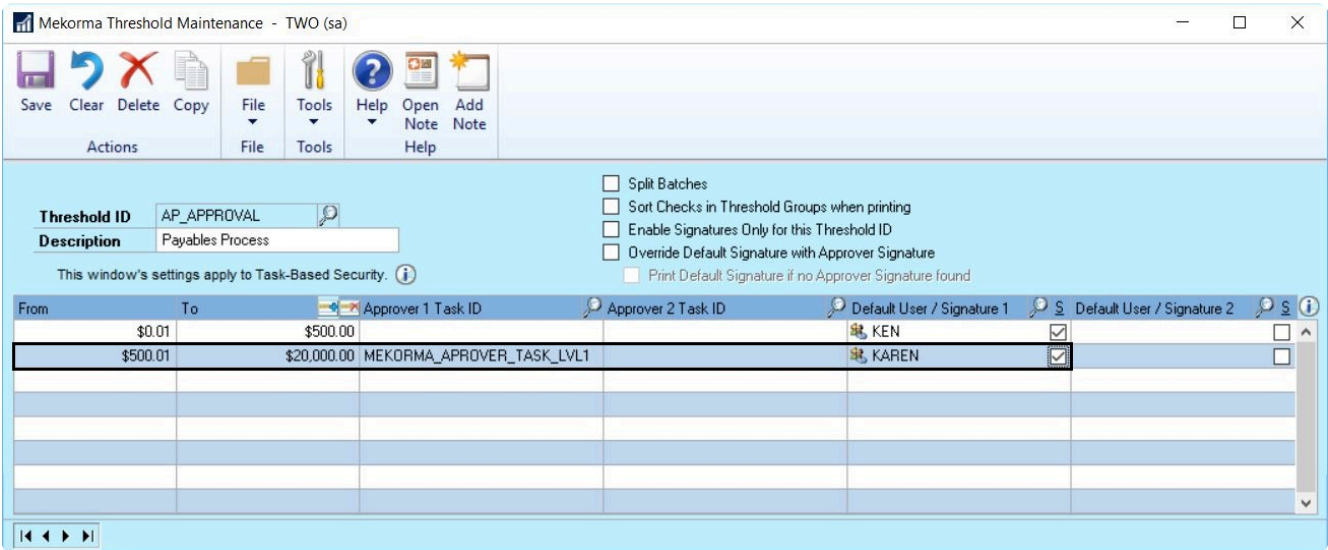 Mekorma Threshold Maintenance - TWO (sa)
Save Clear Delete Copy File Tools Help Open Note Add Note
Actions File Tools Help
Split Batches
Sort Checks in Threshold Groups when printing
Threshold ID AP_APPROVAL
Enable Signatures Only for this Threshold ID
Description Payables Process
Override Default Signature with Approver Signature
This window's settings apply to Task-Based Security.
Print Default Signature if no Approver Signature found
From To Approver 1 Task ID Approver 2 Task ID Default User / Signature 1 S Default User / Signature 2 S
$0.01 $500.00 KEN
$500.01 $20,000.00 MEKORMA_APROVER_TASK_LVL1 KAREN